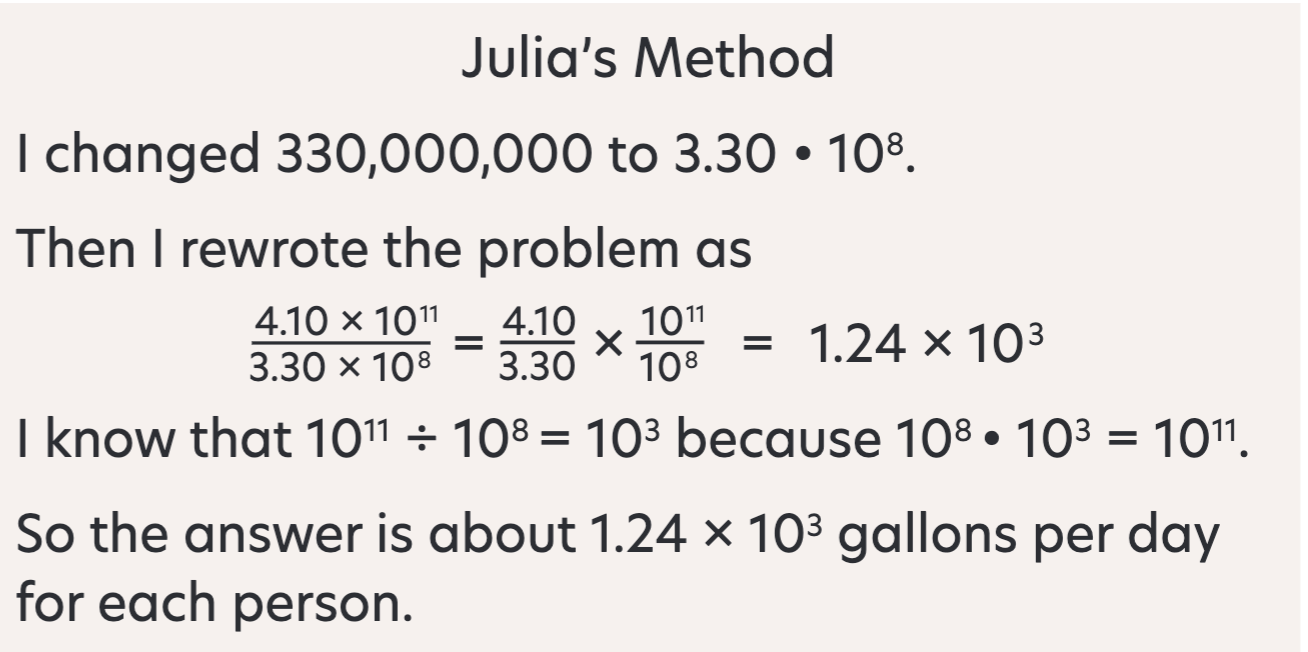 Julia's Method
I changed 330,000,000 to 3.30 • 10⁸.
Then I rewrote the problem as
4.10 × 10¹¹ / 3.30 × 10⁸ = 4.10 / 3.30 × 10¹¹ / 10⁸ = 1.24 × 10³
I know that 10¹¹ ÷ 10⁸ = 10³ because 10⁸ • 10³ = 10¹¹.
So the answer is about 1.24 × 10³ gallons per day
for each person.